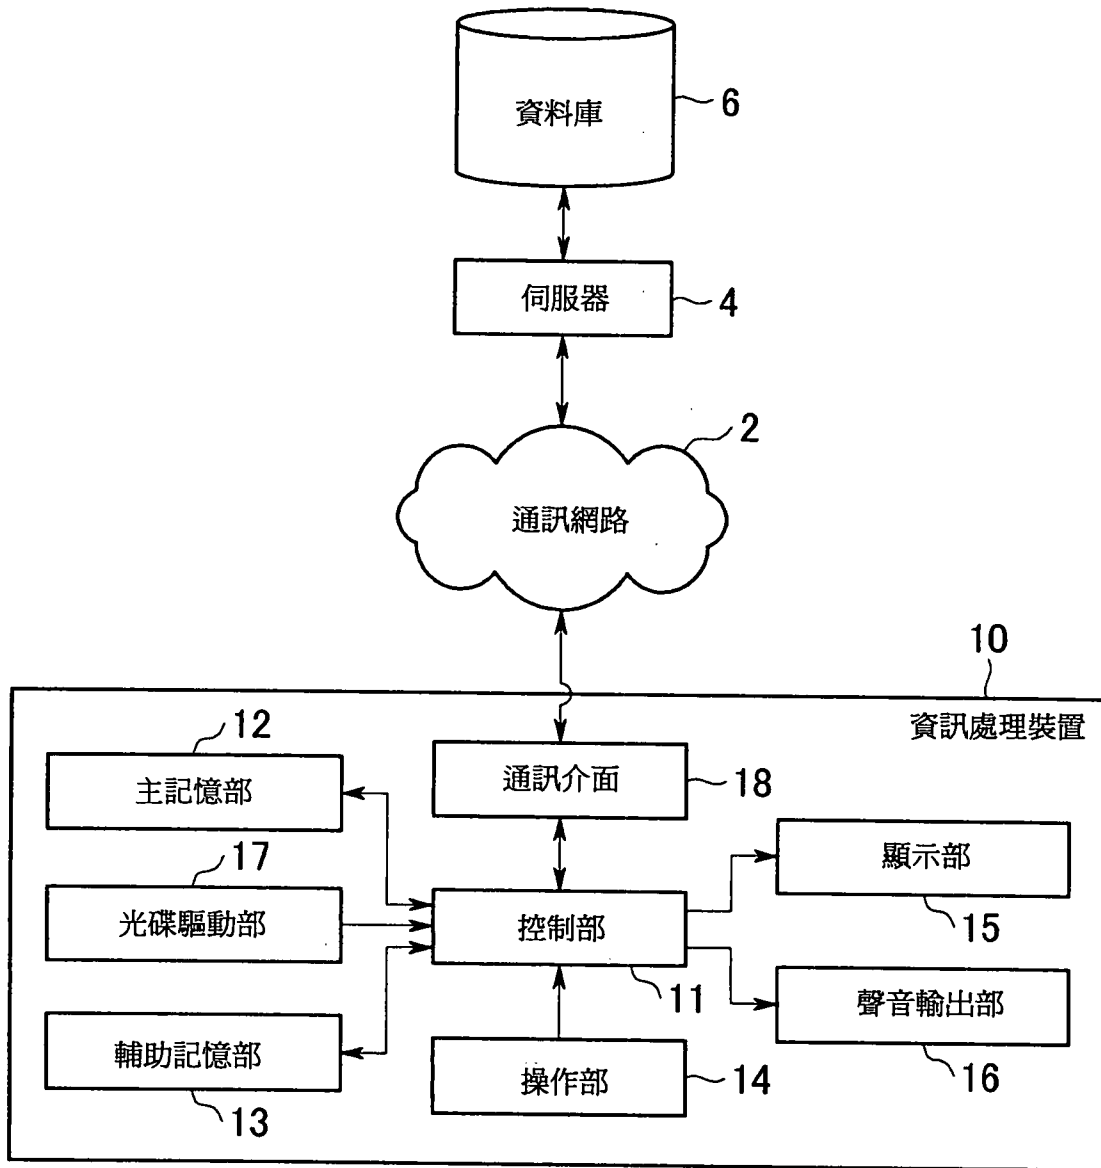 資料庫
6
伺服器
4
2
通訊網路
10
資訊處理裝置
12
主記憶部
通訊介面
18
17
顯示部
15
光碟驅動部
控制部
11
聲音輸出部
16
輔助記憶部
13
操作部
14